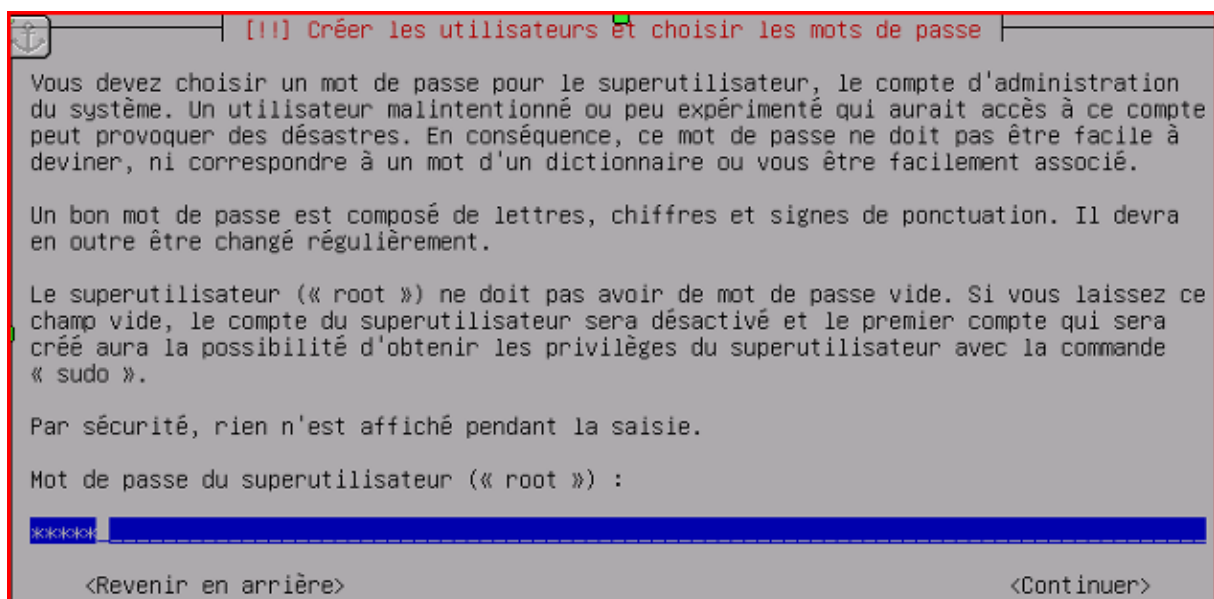 [!!] Créer les utilisateurs et choisir les mots de passe
Vous devez choisir un mot de passe pour le superutilisateur, le compte d'administration
du système. Un utilisateur malintentionné ou peu expérimenté qui aurait accès à ce compte
peut provoquer des désastres. En conséquence, ce mot de passe ne doit pas être facile à
deviner, ni correspondre à un mot d'un dictionnaire ou vous être facilement associé.
Un bon mot de passe est composé de lettres, chiffres et signes de ponctuation. Il devra
en outre être changé régulièrement.
Le superutilisateur (« root ») ne doit pas avoir de mot de passe vide. Si vous laissez ce
champ vide, le compte du superutilisateur sera désactivé et le premier compte qui sera
créé aura la possibilité d'obtenir les privilèges du superutilisateur avec la commande
« sudo ».
Par sécurité, rien n'est affiché pendant la saisie.
Mot de passe du superutilisateur (« root ») :
*****
<Revenir en arrière> <Continuer>